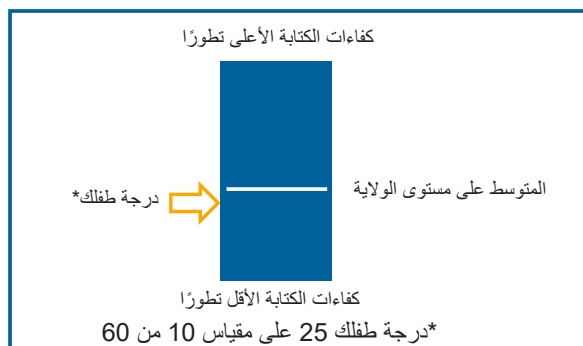 كفاءات الكتابة الأعلى تطورًا
المتوسط على مستوى الولاية
درجة طفلك*
كفاءات الكتابة الأقل تطورًا
*درجة طفلك 25 على مقياس 10 من 60